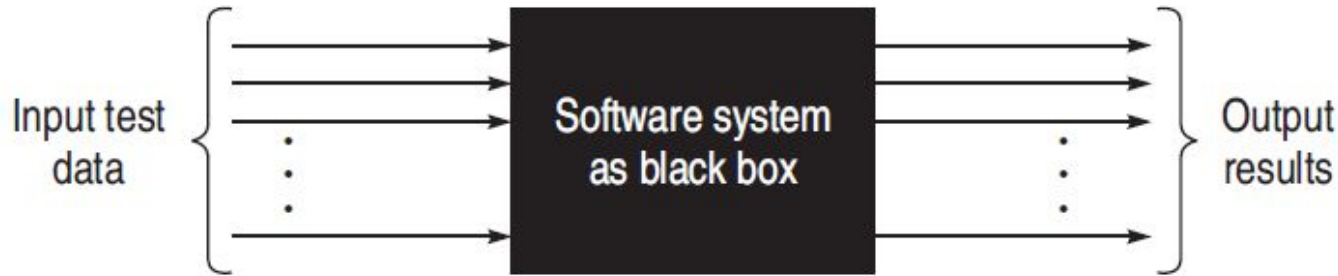 Input test
data
Software system
as black box
Output
results